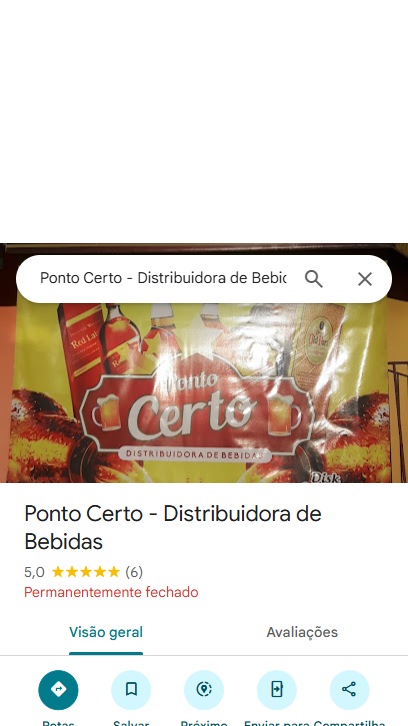 Ponto Certo - Distribuidora de Bebid
Red Label
Ponto
Certo
DISTRIBUIDORA DE BEBIDAS
Disk
Ponto Certo - Distribuidora de
Bebidas
5,0 ★★★★★ (6)
Permanentemente fechado
Visão geral Avaliações
Rotas Salvar Próximo Enviar para Compartilha